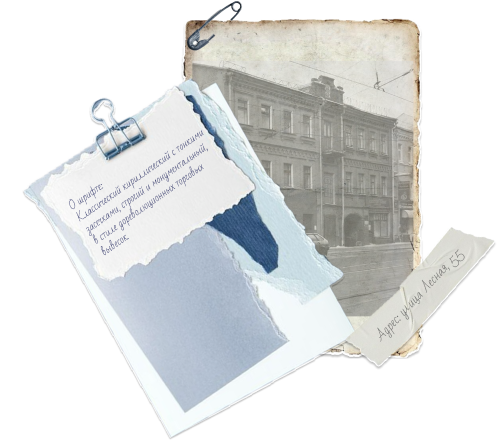 О шрифте:
Классический кириллический с тонкими
засечками, строгий и монументальный,
в стиле дореволюционных торговых
вывесок.
Адрес: улица Лесная, 55